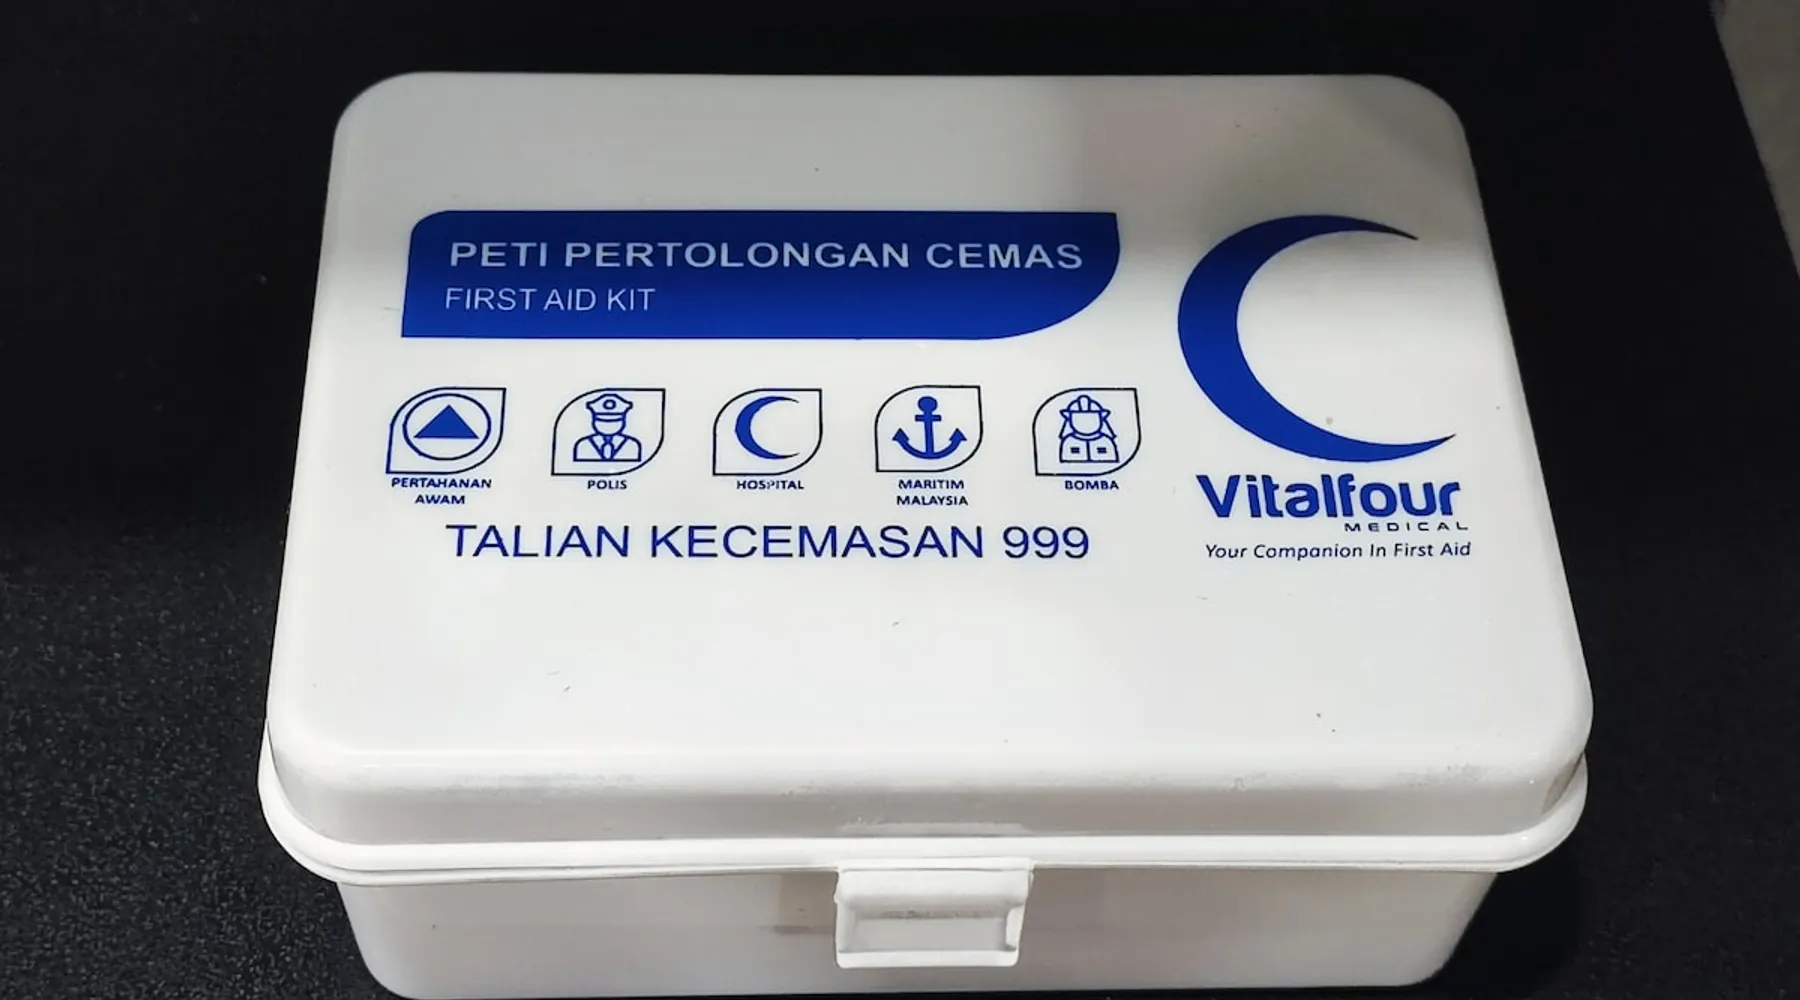 PETI PERTOLONGAN CEMAS
FIRST AID KIT
PERTAHANAN
AWAM
POLIS
HOSPITAL
MARITIM
MALAYSIA
BOMBA
TALIAN KECEMASAN 999
Vitalfour
MEDICAL
Your Companion In First Aid